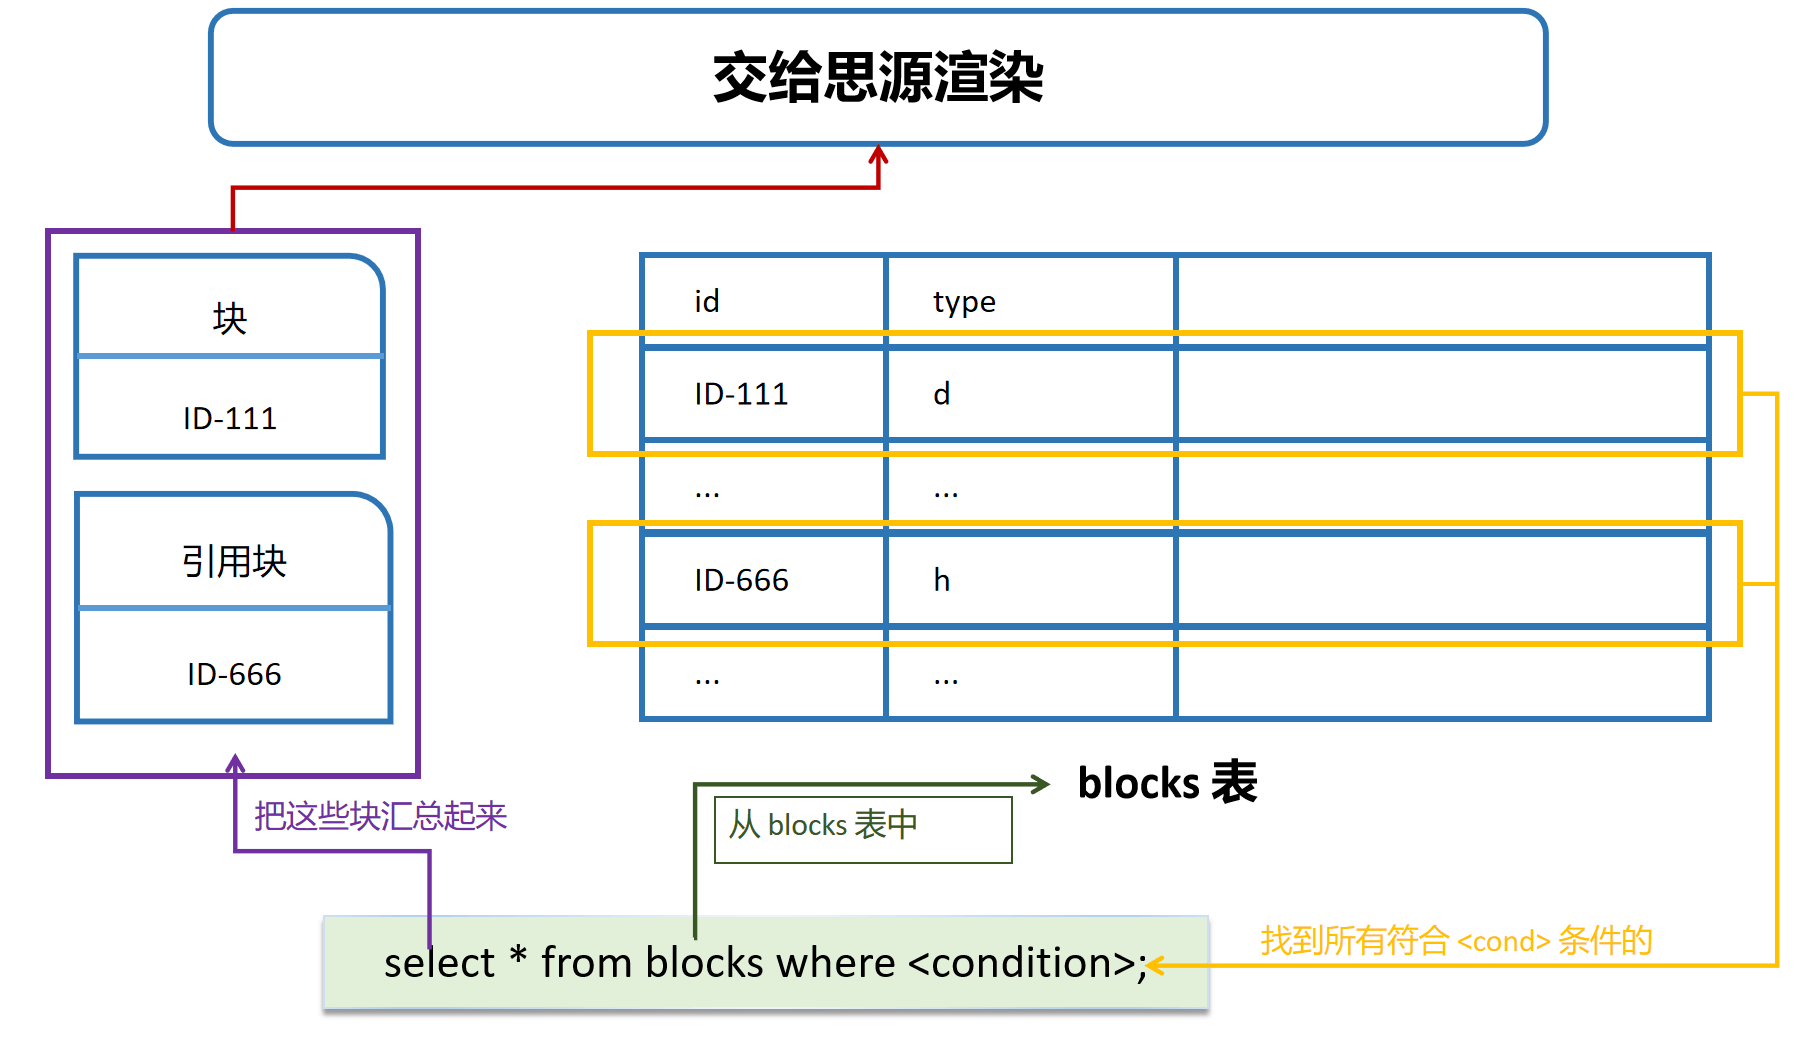 交给思源渲染
块
ID-111
引用块
ID-666
id type
ID-111 d
... ...
ID-666 h
... ...
blocks 表
把这些块汇总起来
从 blocks 表中
找到所有符合 <cond> 条件的
select * from blocks where <condition>;